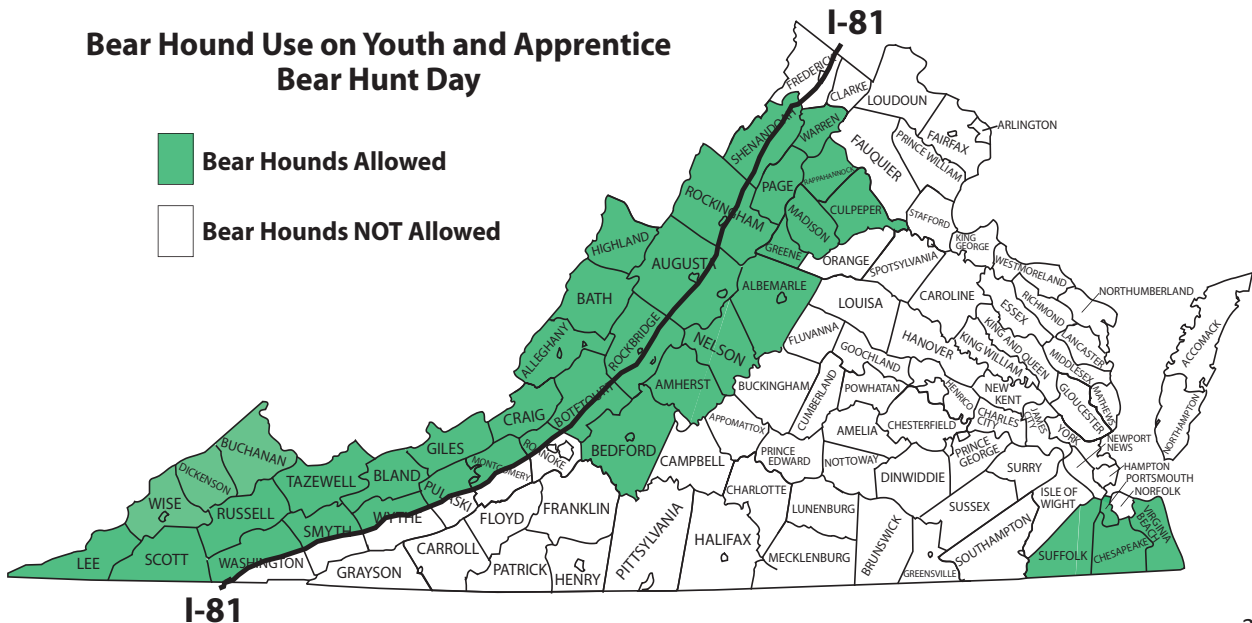 I-81
Bear Hound Use on Youth and Apprentice
Bear Hunt Day
Bear Hounds Allowed
Bear Hounds NOT Allowed
FREDERICK
CLARKE
LOUDOUN
SHENANDOAH
WARREN
FAUQUIER
PRINCE WILLIAM
FAIRFAX
ARLINGTON
ROCKINGHAM
PAGE
RAPPAHANNOCK
MADISON
CULPEPER
STAFFORD
HIGHLAND
AUGUSTA
GREENE
ORANGE
SPOTSYLVANIA
KING
GEORGE
WESTMORELAND
NORTHUMBERLAND
BATH
ALBEMARLE
LOUISA
CAROLINE
ESSEX
RICHMOND
LANCASTER
ACCOMACK
ALLEGHANY
ROCKBRIDGE
NELSON
FLUVANNA
GOOCHLAND
HANOVER
KING WILLIAM
KING AND QUEEN
MIDDLESEX
MATHEWS
GLOUCESTER
NORTHAMPTON
CRAIG
BOTETOURT
AMHERST
BUCKINGHAM
CUMBERLAND
POWHATAN
HENRICO
NEW
KENT
CHARLES
CITY
JAMES
CITY
YORK
NEWPORT
NEWS
HAMPTON
PORTSMOUTH
NORFOLK
BUCHANAN
DICKENSON
WISE
TAZEWELL
BLAND
GILES
MONTGOMERY
ROANOKE
BEDFORD
CAMPBELL
APPOMATTOX
PRINCE
EDWARD
AMELIA
NOTTOWAY
CHESTERFIELD
PRINCE
GEORGE
DINWIDDIE
SURRY
SUSSEX
ISLE OF
WIGHT
RUSSELL
SMYTH
WYTHE
PULASKI
FLOYD
FRANKLIN
CHARLOTTE
LUNENBURG
LEE
SCOTT
WASHINGTON
GRAYSON
CARROLL
PATRICK
HENRY
PITTSYLVANIA
HALIFAX
MECKLENBURG
BRUNSWICK
GREENSVILLE
SOUTHAMPTON
SUFFOLK
CHESAPEAKE
VIRGINIA
BEACH
I-81